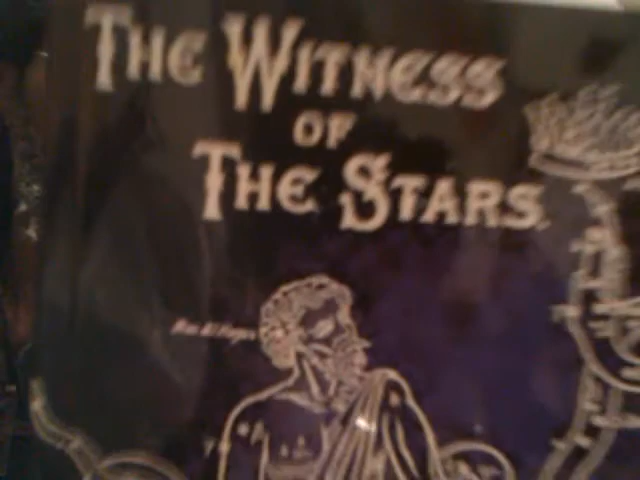 The Witness
of
The Stars.